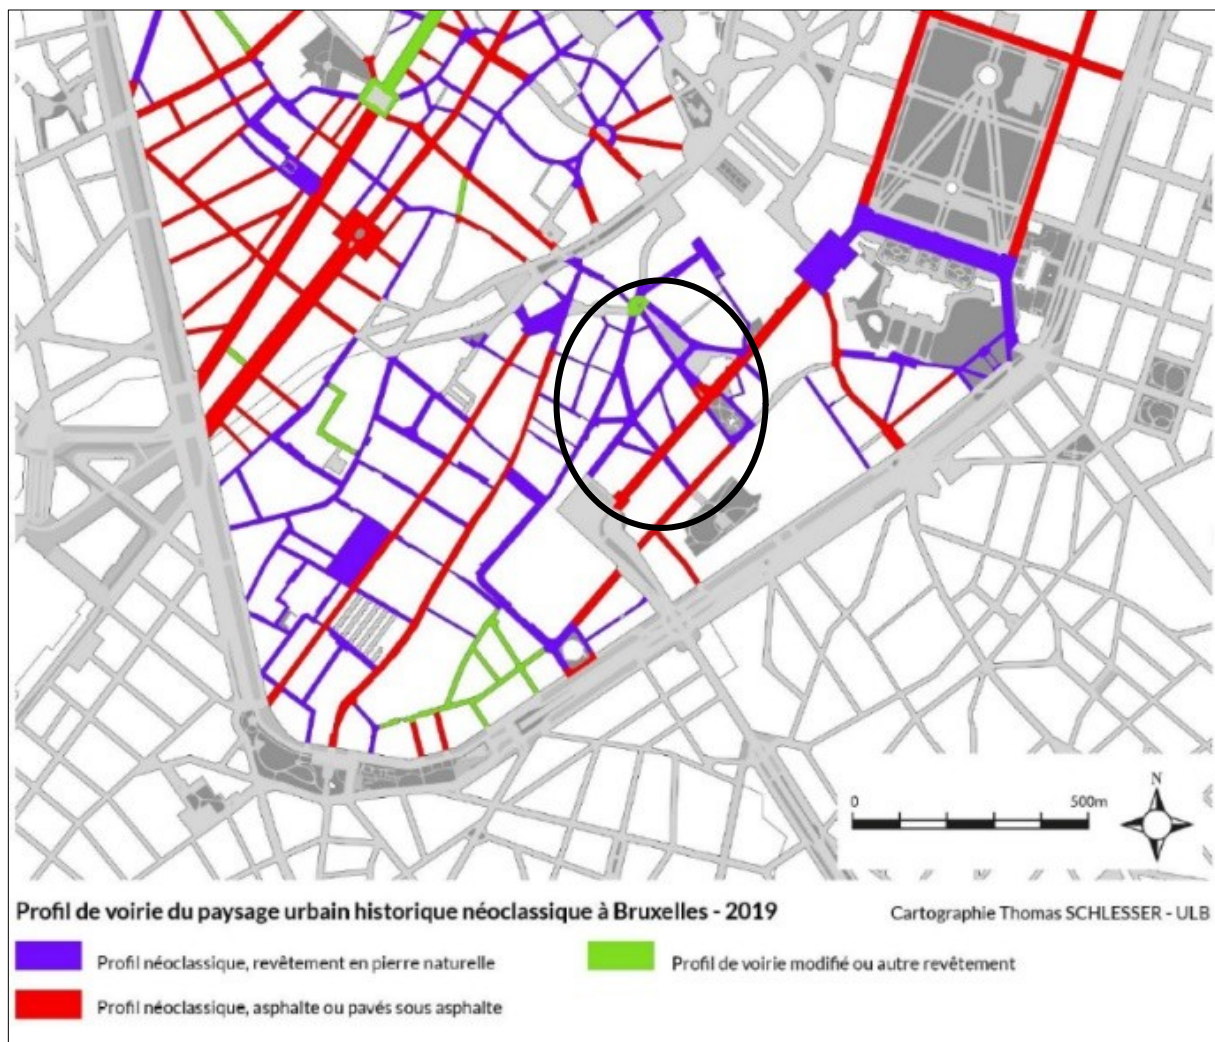 N
0 500m
Profil de voirie du paysage urbain historique néoclassique à Bruxelles - 2019 Cartographie Thomas SCHLESSER - ULB
Profil néoclassique, revêtement en pierre naturelle Profil de voirie modifié ou autre revêtement
Profil néoclassique, asphalte ou pavés sous asphalte